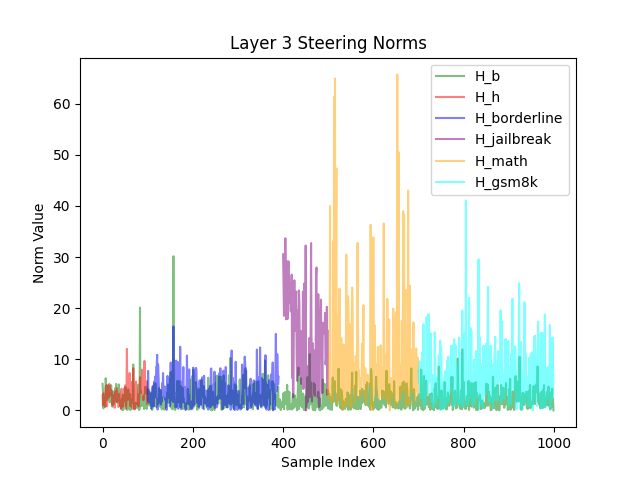 Layer 3 Steering Norms
Norm Value
60
50
40
30
20
10
0
0 200 400 600 800 1000
Sample Index
H_b
H_h
H_borderline
H_jailbreak
H_math
H_gsm8k